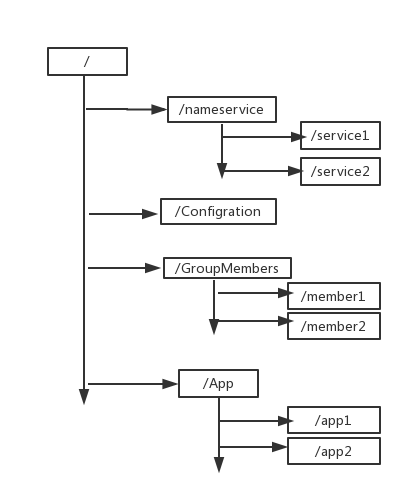 /
/nameservice
/service1
/service2
/Configration
/GroupMembers
/member1
/member2
/App
/app1
/app2